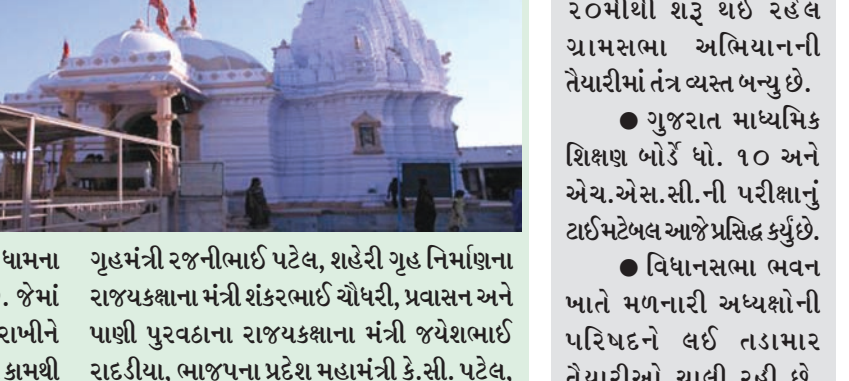 ધામના
જેમાં
રાખીને
કામથી
ગૃહમંત્રી રજનીભાઈ પટેલ, શહેરી ગૃહ નિર્માણના
રાજયકક્ષાના મંત્રી શંકરભાઈ ચૌધરી, પ્રવાસન અને
પાણી પુરવઠાના રાજયકક્ષાના મંત્રી જયેશભાઈ
રાદડીયા, ભાજપના પ્રદેશ મહામંત્રી કે.સી. પટેલ,
૨૦મીથી શરૂ થઈ રહેલ
ગ્રામસભા અભિયાનની
તૈયારીમાં તંત્ર વ્યસ્ત બન્યુ છે.
● ગુજરાત માધ્યમિક
શિક્ષણ બોર્ડે ધો. ૧૦ અને
એચ.એસ.સી.ની પરીક્ષાનું
ટાઈમટેબલ આજે પ્રસિદ્ધ કર્યું છે.
● વિધાનસભા ભવન
ખાતે મળનારી અધ્યક્ષોની
પરિષદને લઈ તડામાર
તૈયારીઓ ચાલી રહી છે.